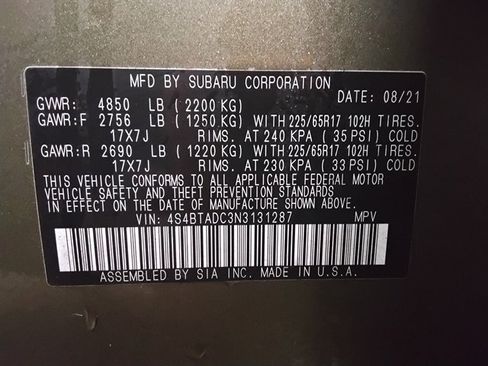 MFD BY SUBARU CORPORATION
GVWR: 4850 LB (2200 KG) DATE: 08/21
GAWR:F 2756 LB (1250 KG) WITH 225/65R17 102H TIRES.
17X7J RIMS. AT 240 KPA (35 PSI) COLD
GAWR:R 2690 LB (1220 KG) WITH 225/65R17 102H TIRES.
17X7J RIMS. AT 230 KPA (33 PSI) COLD
THIS VEHICLE CONFORMS TO ALL APPLICABLE FEDERAL MOTOR
VEHICLE SAFETY AND THEFT PREVENTION STANDARDS
IN EFFECT ON THE DATE OF MANUFACTURE SHOWN ABOVE.
VIN: 4S4BTADC3N3131287 MPV
ASSEMBLED BY SIA INC. MADE IN U.S.A.